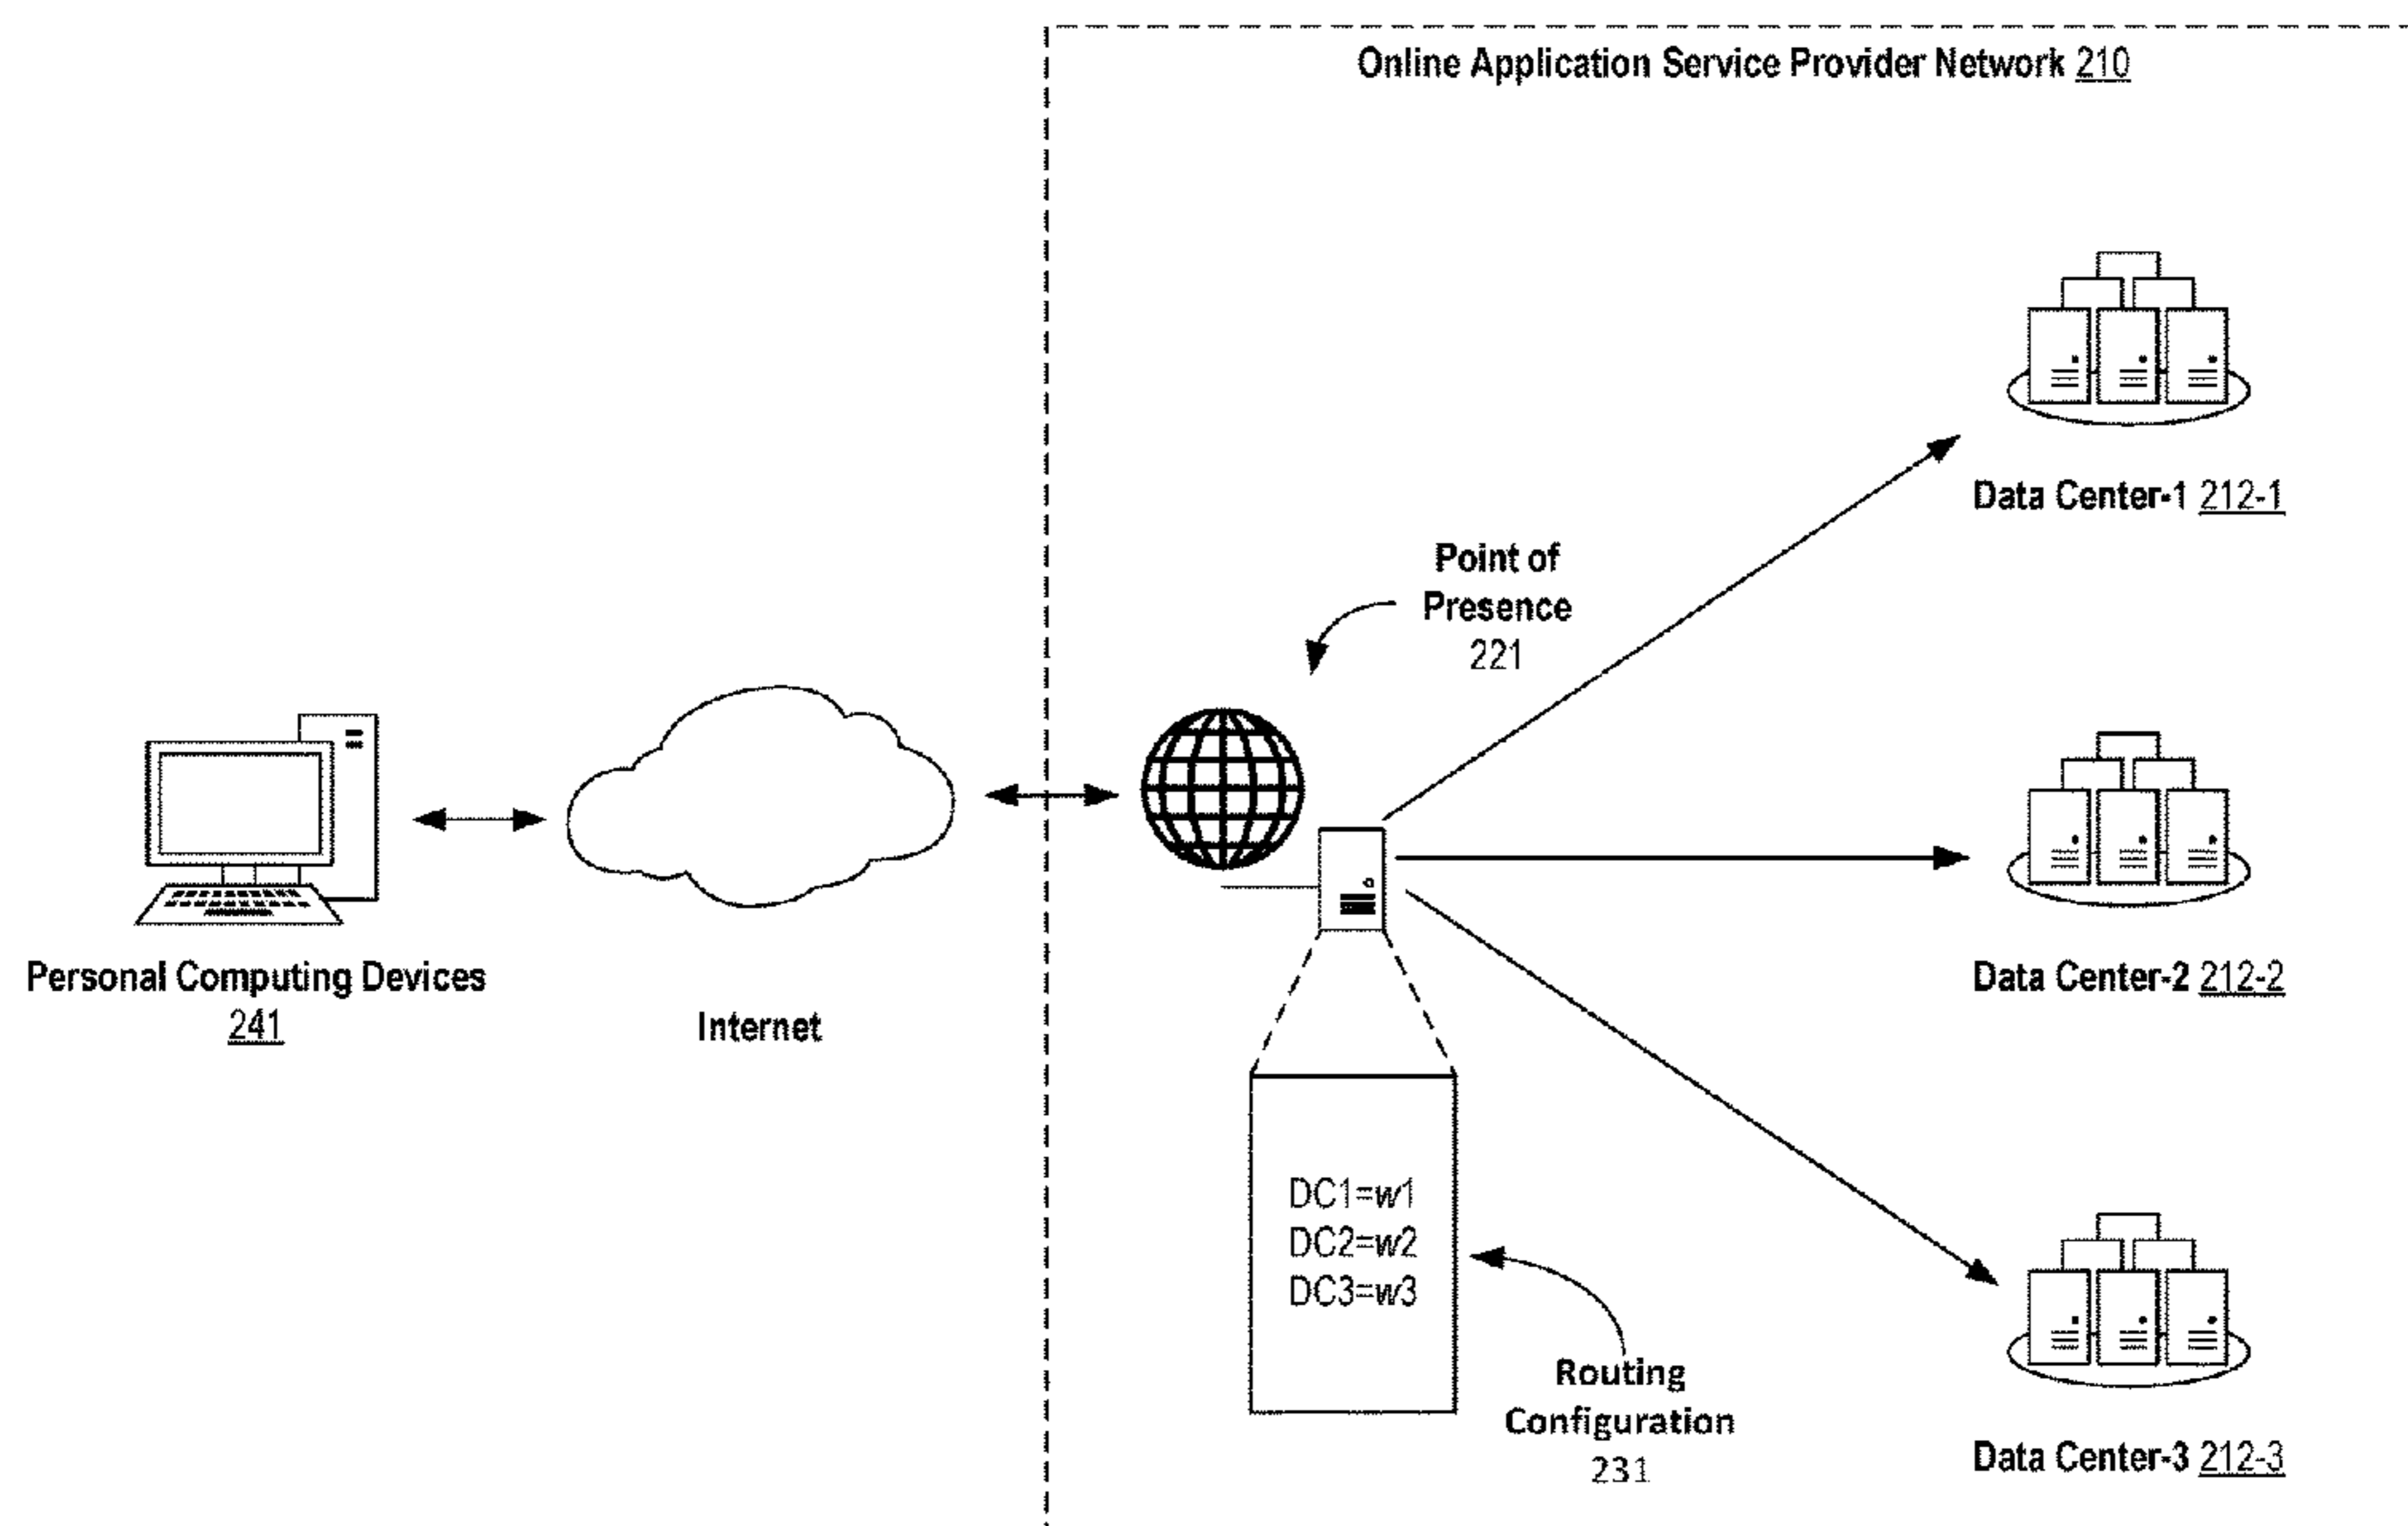 Online Application Service Provider Network 210
Data Center-1 212-1
Point of
Presence
221
Personal Computing Devices
241
Internet
Data Center-2 212-2
DC1=w1
DC2=w2
DC3=w3
Routing
Configuration
231
Data Center-3 212-3